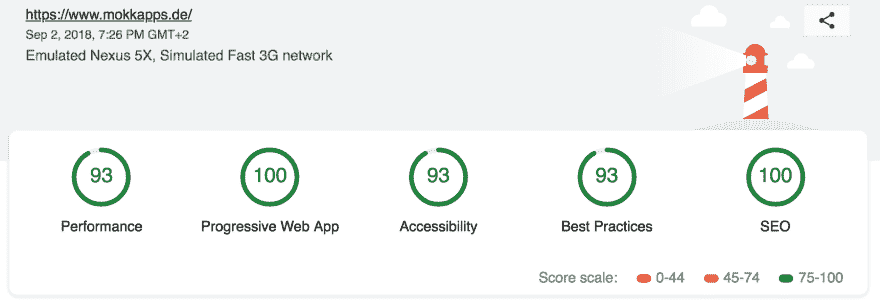 https://www.mokkapps.de/
Sep 2, 2018, 7:26 PM GMT+2
Emulated Nexus 5X, Simulated Fast 3G network
93 100 93 93 100
Performance Progressive Web App Accessibility Best Practices SEO
Score scale: 0-44 45-74 75-100